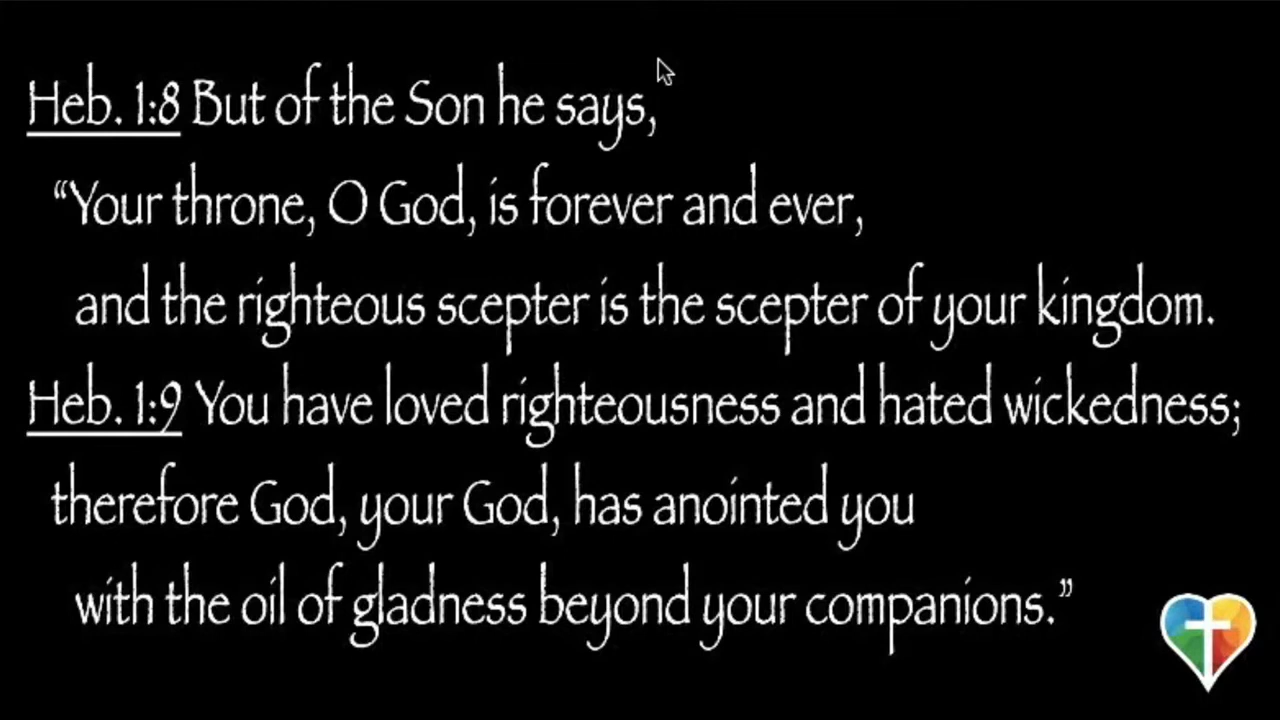 Heb. 1:8 But of the Son he says,
“Your throne, O God, is forever and ever,
and the righteous scepter is the scepter of your kingdom.
Heb. 1:9 You have loved righteousness and hated wickedness;
therefore God, your God, has anointed you
with the oil of gladness beyond your companions.”